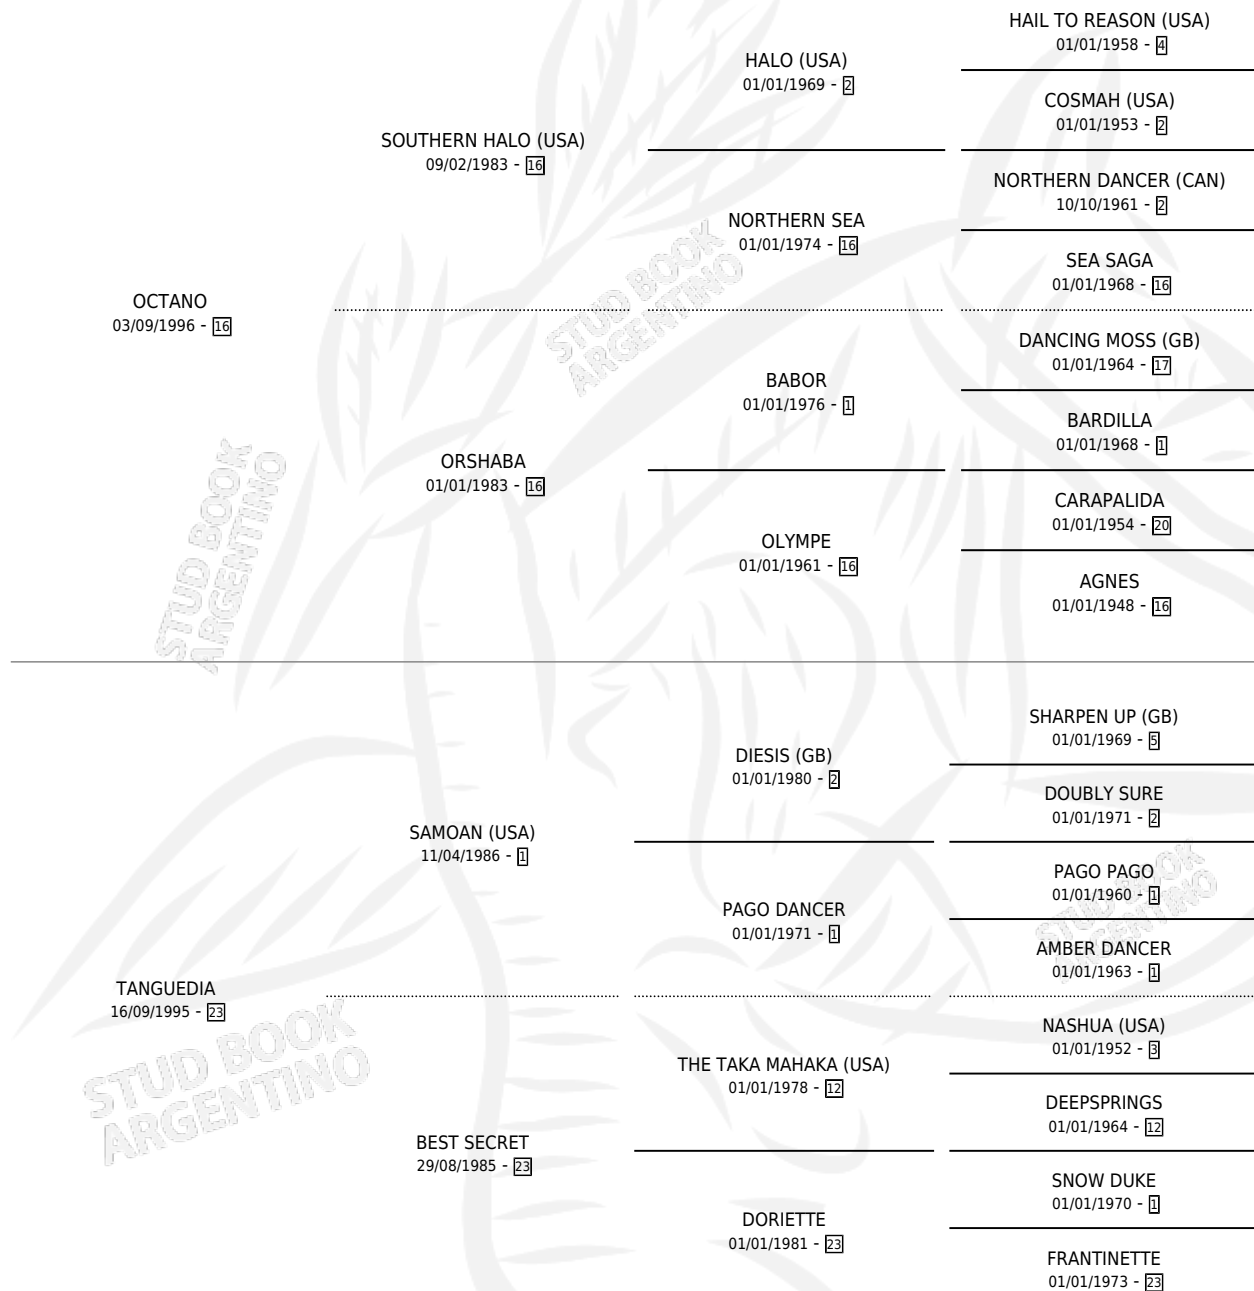 HAIL TO REASON (USA)
01/01/1958 - 4
HALO (USA)
01/01/1969 - 2
COSMAH (USA)
01/01/1953 - 2
SOUTHERN HALO (USA)
09/02/1983 - 16
NORTHERN DANCER (CAN)
10/10/1961 - 2
NORTHERN SEA
01/01/1974 - 16
SEA SAGA
01/01/1968 - 16
OCTANO
03/09/1996 - 16
STUD BOOK
ARGENTINO
DANCING MOSS (GB)
01/01/1964 - 17
BABOR
01/01/1976 - 1
BARDILLA
01/01/1968 - 1
ORSHABA
01/01/1983 - 16
CARAPALIDA
01/01/1954 - 20
OLYMPE
01/01/1961 - 16
AGNES
01/01/1948 - 16
STUD BOOK
ARGENTINO
SHARPEN UP (GB)
01/01/1969 - 5
DIESIS (GB)
01/01/1980 - 2
DOUBLY SURE
01/01/1971 - 2
SAMOAN (USA)
11/04/1986 - 1
PAGO PAGO
01/01/1960 - 1
PAGO DANCER
01/01/1971 - 1
STUD BOOK
ARGENTINO
AMBER DANCER
01/01/1963 - 1
TANGUEDIA
16/09/1995 - 23
NASHUA (USA)
01/01/1952 - 3
THE TAKA MAHAKA (USA)
01/01/1978 - 12
DEEPSPRINGS
01/01/1964 - 12
STUD BOOK
ARGENTINO
BEST SECRET
29/08/1985 - 23
SNOW DUKE
01/01/1970 - 1
DORIETTE
01/01/1981 - 23
FRANTINETTE
01/01/1973 - 23